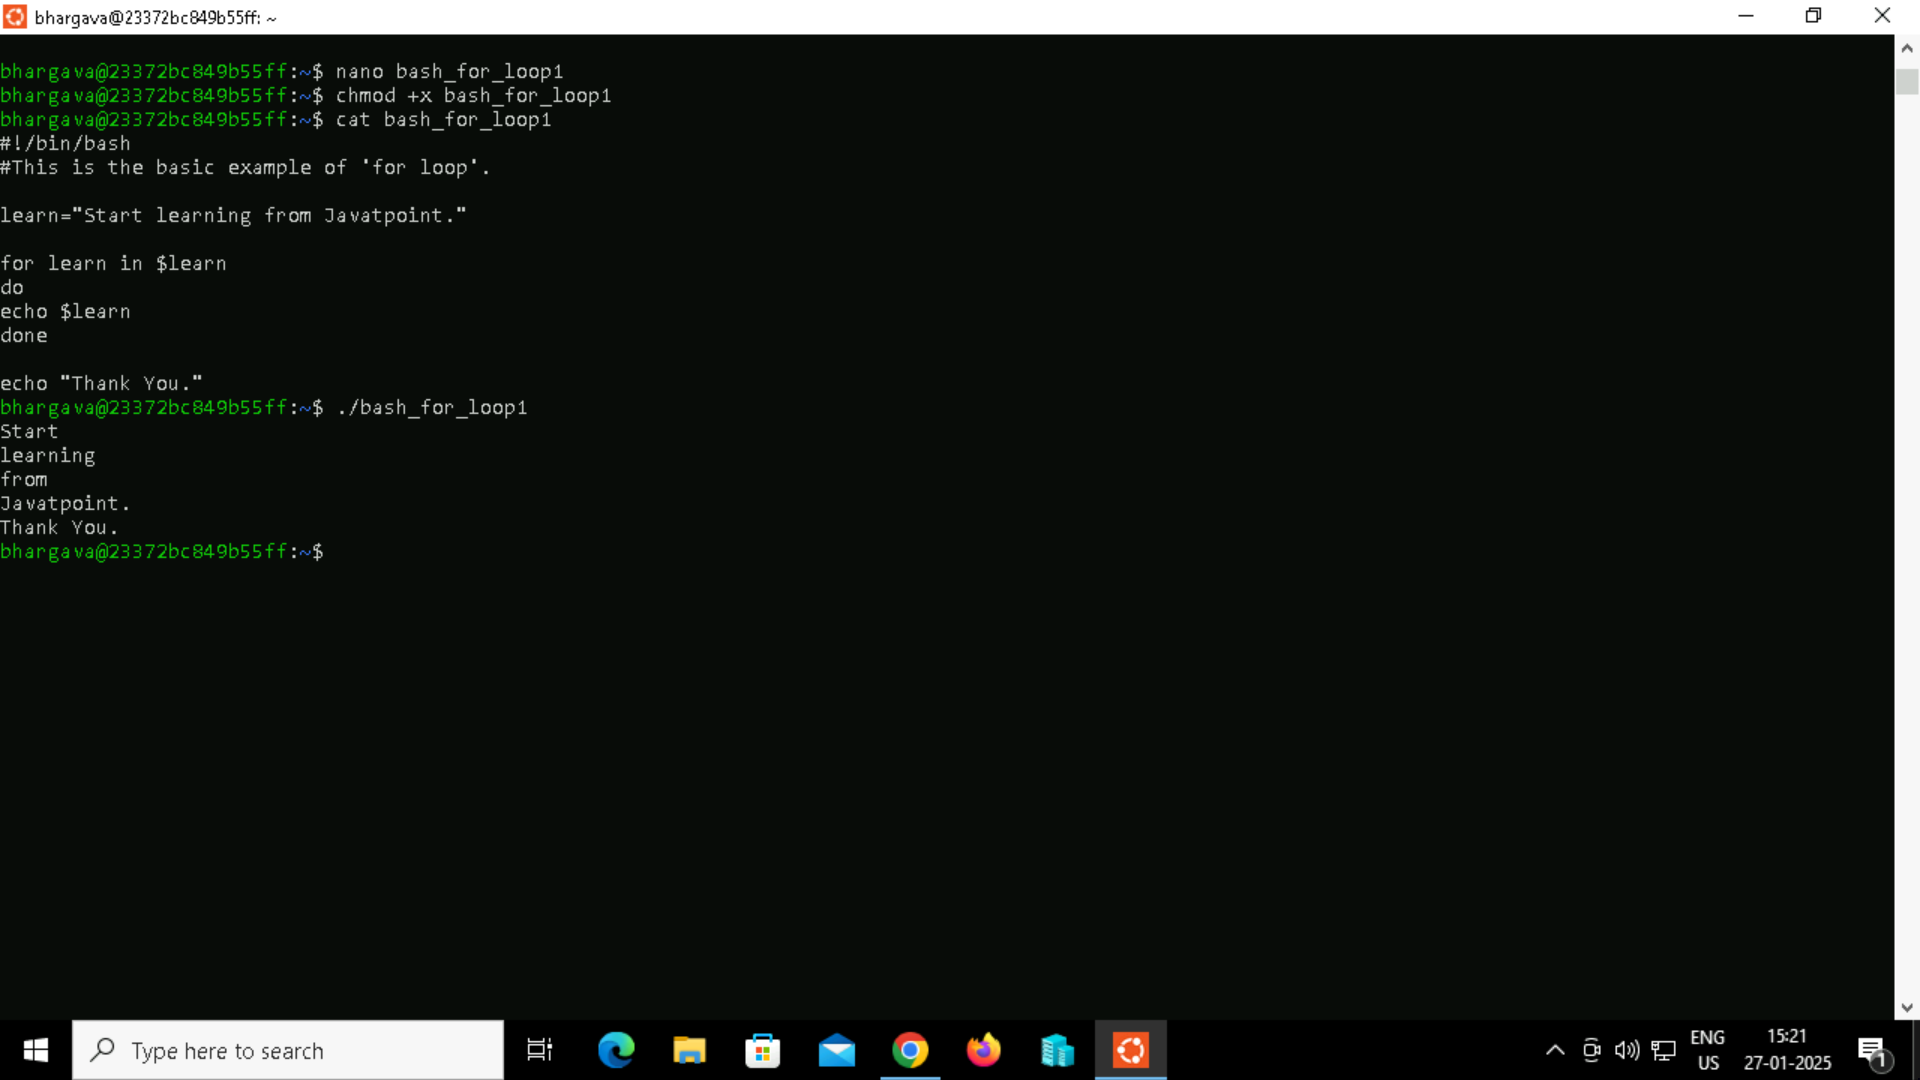 bhargava@23372bc849b55ff: ~
bhargava@23372bc849b55ff:~$ nano bash_for_loop1
bhargava@23372bc849b55ff:~$ chmod +x bash_for_loop1
bhargava@23372bc849b55ff:~$ cat bash_for_loop1
#!/bin/bash
#This is the basic example of 'for loop'.
learn="Start learning from Javatpoint."
for learn in $learn
do
echo $learn
done
echo "Thank You."
bhargava@23372bc849b55ff:~$ ./bash_for_loop1
Start
learning
from
Javatpoint.
Thank You.
bhargava@23372bc849b55ff:~$
Type here to search
ENG
US
15:21
27-01-2025
1